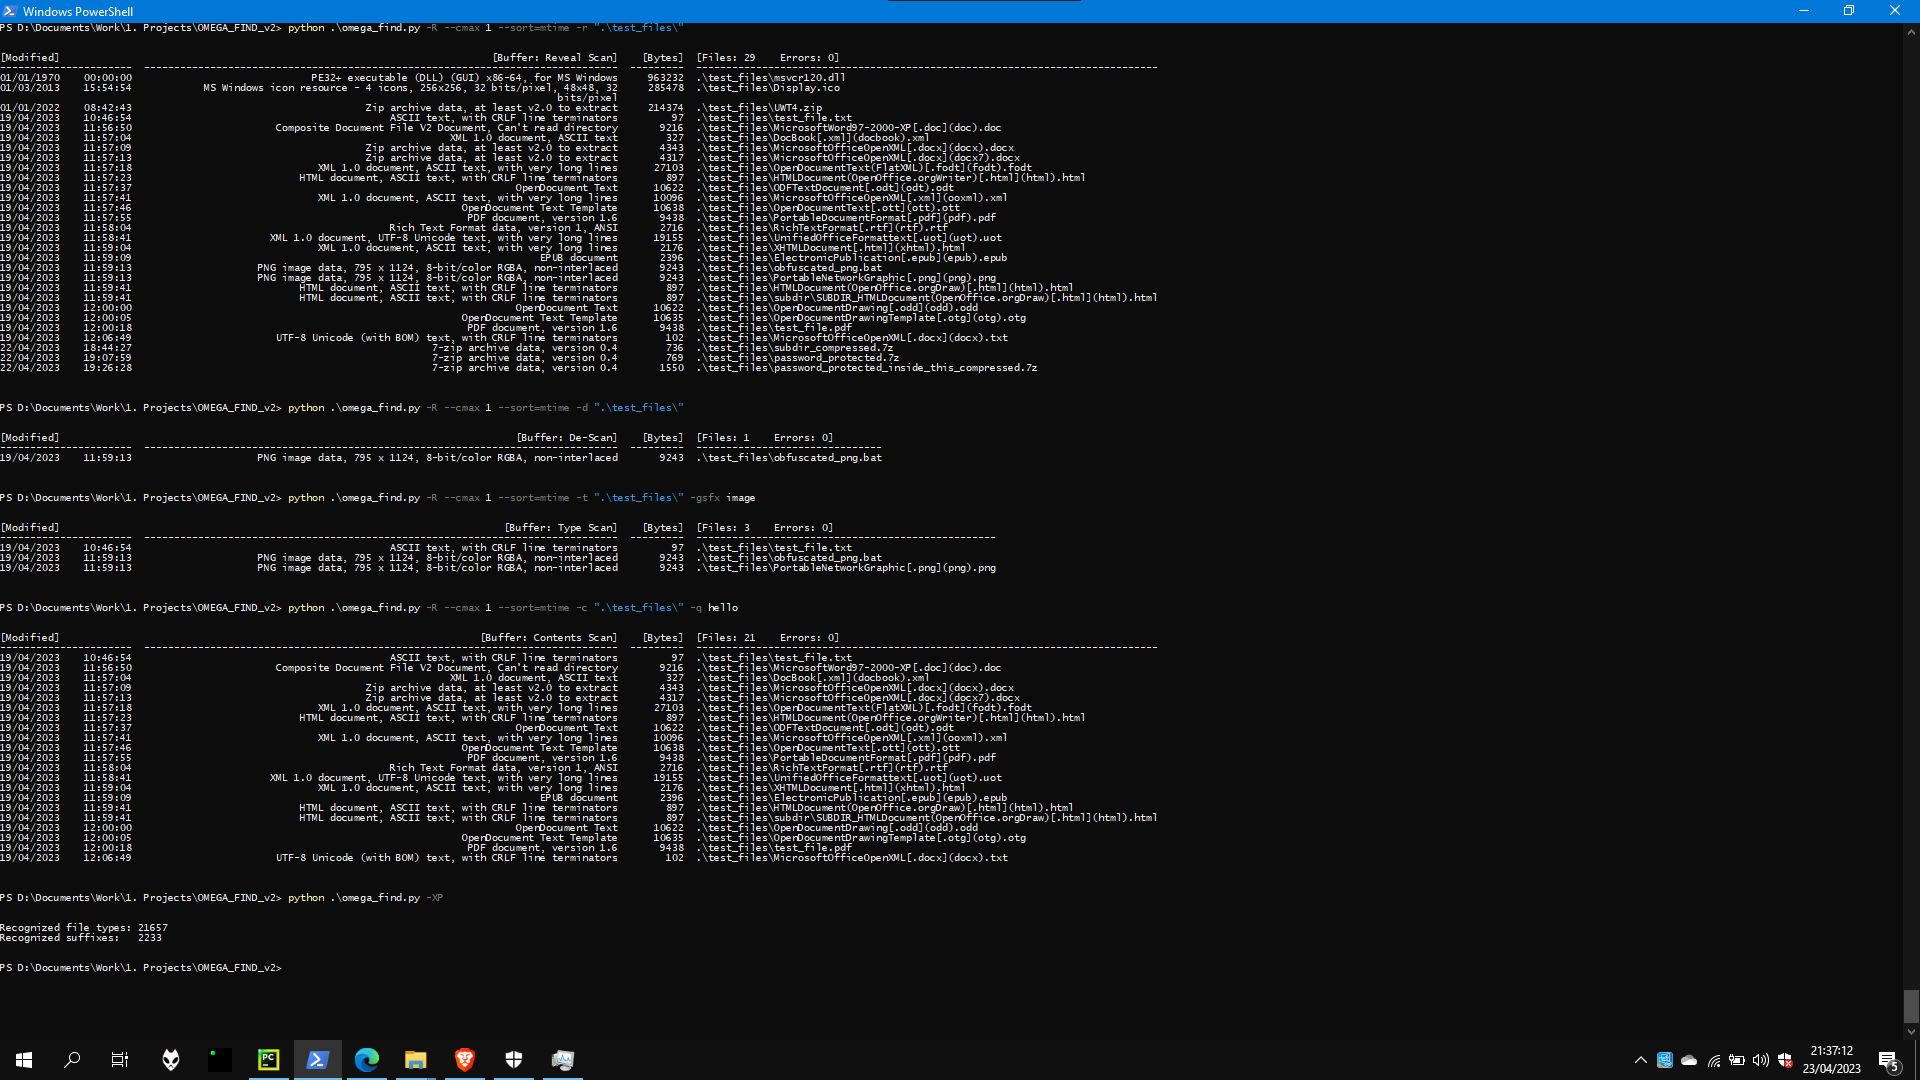 Windows PowerShell
PS D:\Documents\Work\1. Projects\OMEGA_FIND_v2> python .\omega_find.py -R --cmax 1 --sort=mtime -r ".\test_files\"
[Modified] [Buffer: Reveal Scan] [Bytes] [Files: 29 Errors: 0]
01/01/1970 00:00:00 PE32+ executable (DLL) (GUI) x86-64, for MS Windows 963232 .\test_files\msvcr120.dll
01/03/2013 15:54:54 MS Windows icon resource - 4 icons, 256x256, 32 bits/pixel, 48x48, 32 285478 .\test_files\Display.ico
bits/pixel
01/01/2022 08:42:43 Zip archive data, at least v2.0 to extract 214374 .\test_files\UWT4.zip
19/04/2023 10:46:54 ASCII text, with CRLF line terminators 97 .\test_files\test_file.txt
19/04/2023 11:56:50 Composite Document File V2 Document, Can't read directory 9216 .\test_files\MicrosoftWord97-2000-XP[.doc](doc).doc
19/04/2023 11:57:04 XML 1.0 document, ASCII text 327 .\test_files\DocBook[.xml](docbook).xml
19/04/2023 11:57:09 Zip archive data, at least v2.0 to extract 4343 .\test_files\MicrosoftOfficeOpenXML[.docx](docx).docx
19/04/2023 11:57:13 Zip archive data, at least v2.0 to extract 4317 .\test_files\MicrosoftOfficeOpenXML[.docx](docx7).docx
19/04/2023 11:57:18 XML 1.0 document, ASCII text, with very long lines 27103 .\test_files\OpenDocumentText(FlatXML)[.fodt](fodt).fodt
19/04/2023 11:57:23 HTML document, ASCII text, with CRLF line terminators 897 .\test_files\HTMLDocument(OpenOffice.orgWriter)[.html](html).html
19/04/2023 11:57:37 OpenDocument Text 10622 .\test_files\ODFTextDocument[.odt](odt).odt
19/04/2023 11:57:41 XML 1.0 document, ASCII text, with very long lines 10096 .\test_files\MicrosoftOfficeOpenXML[.xml](ooxml).xml
19/04/2023 11:57:46 OpenDocument Text Template 10638 .\test_files\OpenDocumentText[.ott](ott).ott
19/04/2023 11:57:55 PDF document, version 1.6 9438 .\test_files\PortableDocumentFormat[.pdf](pdf).pdf
19/04/2023 11:58:04 Rich Text Format data, version 1, ANSI 2716 .\test_files\RichTextFormat[.rtf](rtf).rtf
19/04/2023 11:58:41 XML 1.0 document, UTF-8 Unicode text, with very long lines 19155 .\test_files\UnifiedOfficeFormattext[.uot](uot).uot
19/04/2023 11:59:04 XML 1.0 document, ASCII text, with very long lines 2176 .\test_files\XHTMLDocument[.html](xhtml).html
19/04/2023 11:59:09 EPUB document 2396 .\test_files\ElectronicPublication[.epub](epub).epub
19/04/2023 11:59:13 PNG image data, 795 x 1124, 8-bit/color RGBA, non-interlaced 9243 .\test_files\obfuscated_png.bat
19/04/2023 11:59:13 PNG image data, 795 x 1124, 8-bit/color RGBA, non-interlaced 9243 .\test_files\PortableNetworkGraphic[.png](png).png
19/04/2023 11:59:41 HTML document, ASCII text, with CRLF line terminators 897 .\test_files\HTMLDocument(OpenOffice.orgDraw)[.html](html).html
19/04/2023 11:59:41 HTML document, ASCII text, with CRLF line terminators 897 .\test_files\subdir\SUBDIR_HTMLDocument(OpenOffice.orgDraw)[.html](html).html
19/04/2023 12:00:00 OpenDocument Text 10622 .\test_files\OpenDocumentDrawing[.odd](odd).odd
19/04/2023 12:00:05 OpenDocument Text Template 10635 .\test_files\OpenDocumentDrawingTemplate[.otg](otg).otg
19/04/2023 12:00:18 PDF document, version 1.6 9438 .\test_files\test_file.pdf
19/04/2023 12:06:49 UTF-8 Unicode (with BOM) text, with CRLF line terminators 102 .\test_files\MicrosoftOfficeOpenXML[.docx](docx).txt
22/04/2023 18:44:27 7-zip archive data, version 0.4 736 .\test_files\subdir_compressed.7z
22/04/2023 19:07:59 7-zip archive data, version 0.4 769 .\test_files\password_protected.7z
22/04/2023 19:26:28 7-zip archive data, version 0.4 1550 .\test_files\password_protected_inside_this_compressed.7z
PS D:\Documents\Work\1. Projects\OMEGA_FIND_v2> python .\omega_find.py -R --cmax 1 --sort=mtime -d ".\test_files\"
[Modified] [Buffer: De-Scan] [Bytes] [Files: 1 Errors: 0]
19/04/2023 11:59:13 PNG image data, 795 x 1124, 8-bit/color RGBA, non-interlaced 9243 .\test_files\obfuscated_png.bat
PS D:\Documents\Work\1. Projects\OMEGA_FIND_v2> python .\omega_find.py -R --cmax 1 --sort=mtime -t ".\test_files\" -gsfx image
[Modified] [Buffer: Type Scan] [Bytes] [Files: 3 Errors: 0]
19/04/2023 10:46:54 ASCII text, with CRLF line terminators 97 .\test_files\test_file.txt
19/04/2023 11:59:13 PNG image data, 795 x 1124, 8-bit/color RGBA, non-interlaced 9243 .\test_files\obfuscated_png.bat
19/04/2023 11:59:13 PNG image data, 795 x 1124, 8-bit/color RGBA, non-interlaced 9243 .\test_files\PortableNetworkGraphic[.png](png).png
PS D:\Documents\Work\1. Projects\OMEGA_FIND_v2> python .\omega_find.py -R --cmax 1 --sort=mtime -c ".\test_files\" -q hello
[Modified] [Buffer: Contents Scan] [Bytes] [Files: 21 Errors: 0]
19/04/2023 10:46:54 ASCII text, with CRLF line terminators 97 .\test_files\test_file.txt
19/04/2023 11:56:50 Composite Document File V2 Document, Can't read directory 9216 .\test_files\MicrosoftWord97-2000-XP[.doc](doc).doc
19/04/2023 11:57:04 XML 1.0 document, ASCII text 327 .\test_files\DocBook[.xml](docbook).xml
19/04/2023 11:57:09 Zip archive data, at least v2.0 to extract 4343 .\test_files\MicrosoftOfficeOpenXML[.docx](docx).docx
19/04/2023 11:57:13 Zip archive data, at least v2.0 to extract 4317 .\test_files\MicrosoftOfficeOpenXML[.docx](docx7).docx
19/04/2023 11:57:18 XML 1.0 document, ASCII text, with very long lines 27103 .\test_files\OpenDocumentText(FlatXML)[.fodt](fodt).fodt
19/04/2023 11:57:23 HTML document, ASCII text, with CRLF line terminators 897 .\test_files\HTMLDocument(OpenOffice.orgWriter)[.html](html).html
19/04/2023 11:57:37 OpenDocument Text 10622 .\test_files\ODFTextDocument[.odt](odt).odt
19/04/2023 11:57:41 XML 1.0 document, ASCII text, with very long lines 10096 .\test_files\MicrosoftOfficeOpenXML[.xml](ooxml).xml
19/04/2023 11:57:46 OpenDocument Text Template 10638 .\test_files\OpenDocumentText[.ott](ott).ott
19/04/2023 11:57:55 PDF document, version 1.6 9438 .\test_files\PortableDocumentFormat[.pdf](pdf).pdf
19/04/2023 11:58:04 Rich Text Format data, version 1, ANSI 2716 .\test_files\RichTextFormat[.rtf](rtf).rtf
19/04/2023 11:58:41 XML 1.0 document, UTF-8 Unicode text, with very long lines 19155 .\test_files\UnifiedOfficeFormattext[.uot](uot).uot
19/04/2023 11:59:04 XML 1.0 document, ASCII text, with very long lines 2176 .\test_files\XHTMLDocument[.html](xhtml).html
19/04/2023 11:59:09 EPUB document 2396 .\test_files\ElectronicPublication[.epub](epub).epub
19/04/2023 11:59:41 HTML document, ASCII text, with CRLF line terminators 897 .\test_files\HTMLDocument(OpenOffice.orgDraw)[.html](html).html
19/04/2023 11:59:41 HTML document, ASCII text, with CRLF line terminators 897 .\test_files\subdir\SUBDIR_HTMLDocument(OpenOffice.orgDraw)[.html](html).html
19/04/2023 12:00:00 OpenDocument Text 10622 .\test_files\OpenDocumentDrawing[.odd](odd).odd
19/04/2023 12:00:05 OpenDocument Text Template 10635 .\test_files\OpenDocumentDrawingTemplate[.otg](otg).otg
19/04/2023 12:00:18 PDF document, version 1.6 9438 .\test_files\test_file.pdf
19/04/2023 12:06:49 UTF-8 Unicode (with BOM) text, with CRLF line terminators 102 .\test_files\MicrosoftOfficeOpenXML[.docx](docx).txt
PS D:\Documents\Work\1. Projects\OMEGA_FIND_v2> python .\omega_find.py -XP
Recognized file types: 21657
Recognized suffixes: 2233
PS D:\Documents\Work\1. Projects\OMEGA_FIND_v2>
PC
21:37:12
23/04/2023
5